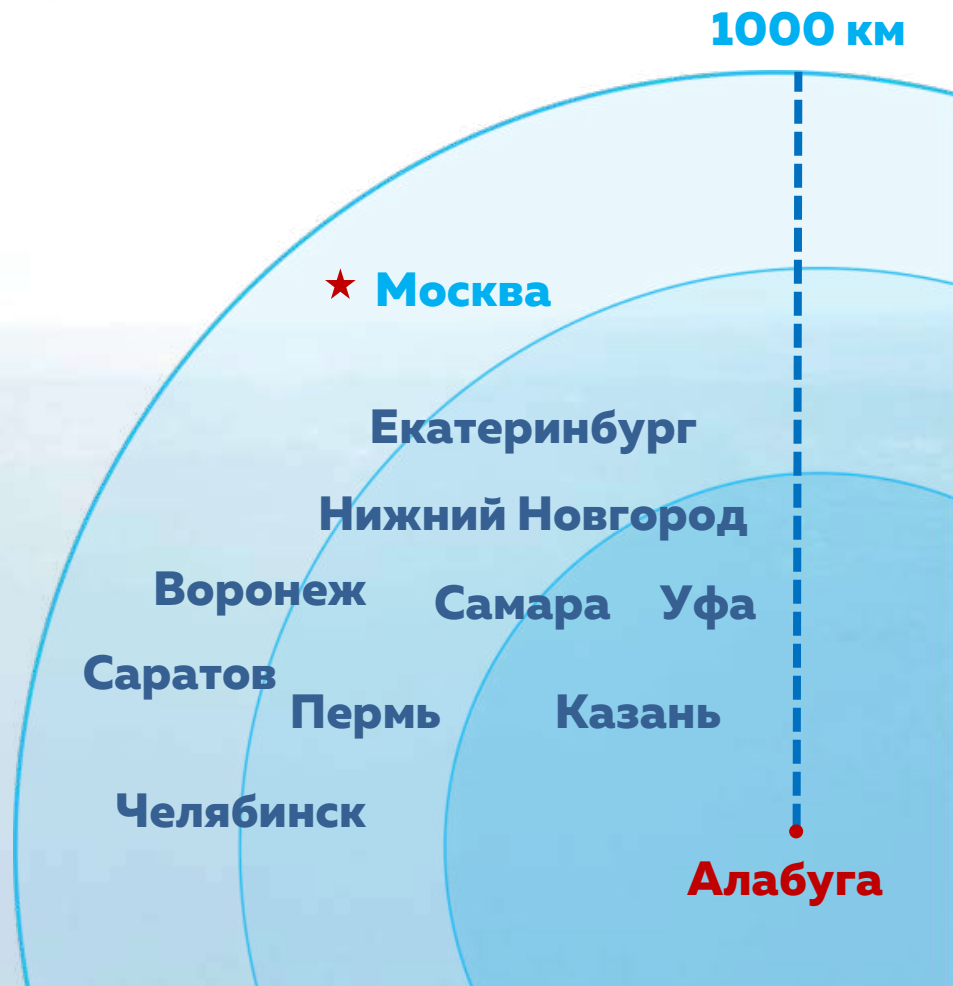 1000 км
Москва
Екатеринбург
Нижний Новгород
Воронеж
Самара
Уфа
Саратов
Пермь
Казань
Челябинск
Алабуга